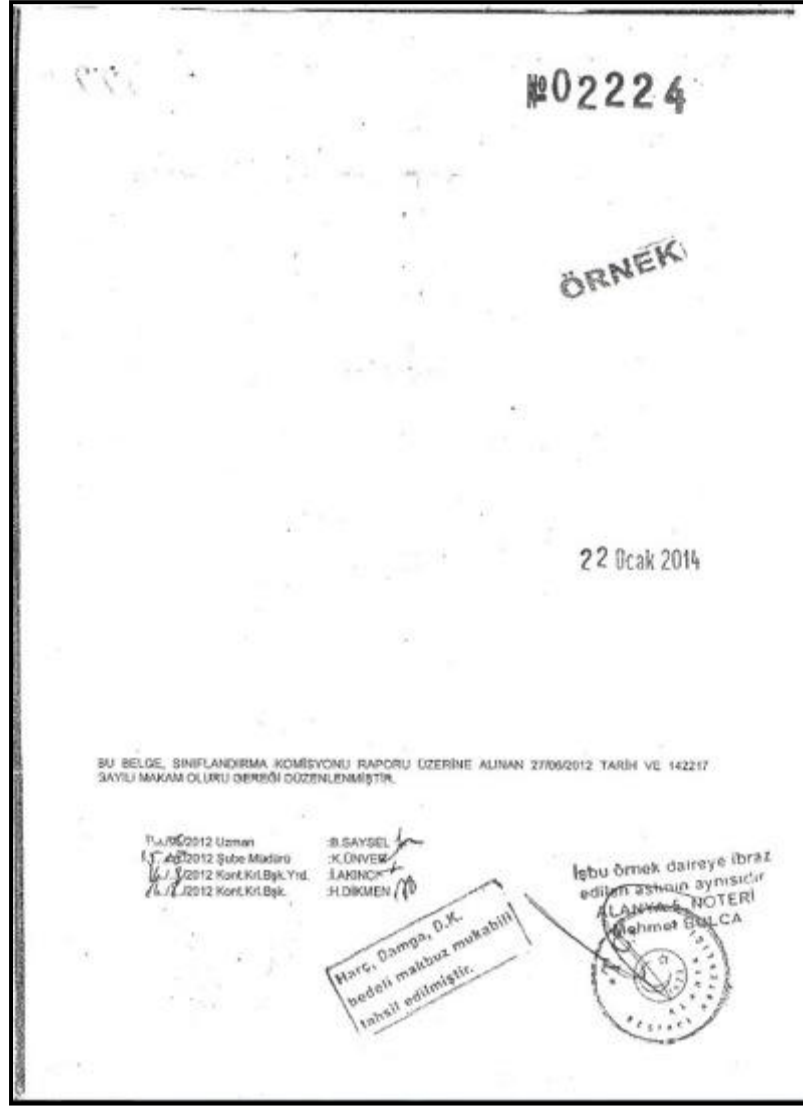 №02224
ÖRNEK
22 Ocak 2014
BU BELGE, SINIFLANDIRMA KOMİSYONU RAPORU ÜZERİNE ALINAN 27/06/2012 TARİH VE 142217
SAYILI MAKAM OLURU GEREĞİ DÜZENLENMİŞTİR.
2012 Uzman :B.SAYSEL
2012 Şube Müdürü :K.ÜNVER
2012 Kont.Krl.Bşk.Yrd. :İ.AKINCI
2012 Kont.Krl.Bşk. :H.DİKMEN
Harç, Damga, D.K.
bedeli makbuz mukabili
tahsil edilmiştir.
İşbu örnek daireye ibraz
edilen aslının aynısıdır
ALANYA 5. NOTERİ
Mehmet BULCA